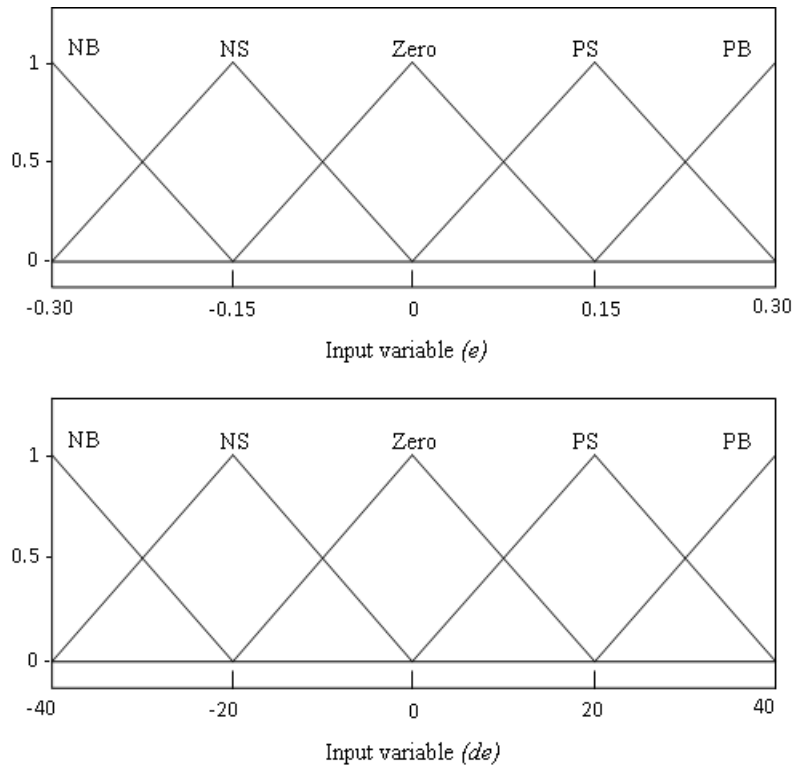 NB NS Zero PS PB
1
0.5
0
-0.30 -0.15 0 0.15 0.30
Input variable (e)
NB NS Zero PS PB
1
0.5
0
-40 -20 0 20 40
Input variable (de)